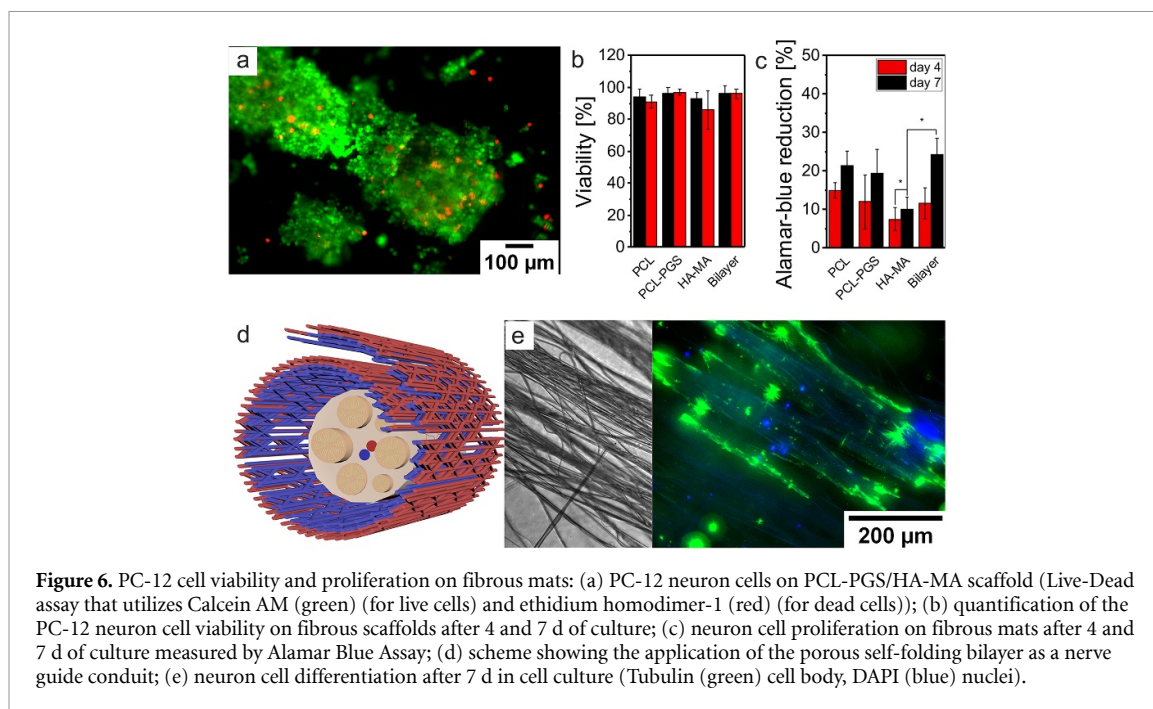 a
100 µm
b
Viability [%]
120
100
80
60
40
20
0
PCL
PCL-PGS
HA-MA
Bilayer
c
Alamar-blue reduction [%]
50
40
30
20
10
0
day 4
day 7
*
*
PCL
PCL-PGS
HA-MA
Bilayer
d
e
200 µm
Figure 6. PC-12 cell viability and proliferation on fibrous mats: (a) PC-12 neuron cells on PCL-PGS/HA-MA scaffold (Live-Dead
assay that utilizes Calcein AM (green) (for live cells) and ethidium homodimer-1 (red) (for dead cells)); (b) quantification of the
PC-12 neuron cell viability on fibrous scaffolds after 4 and 7 d of culture; (c) neuron cell proliferation on fibrous mats after 4 and
7 d of culture measured by Alamar Blue Assay; (d) scheme showing the application of the porous self-folding bilayer as a nerve
guide conduit; (e) neuron cell differentiation after 7 d in cell culture (Tubulin (green) cell body, DAPI (blue) nuclei).